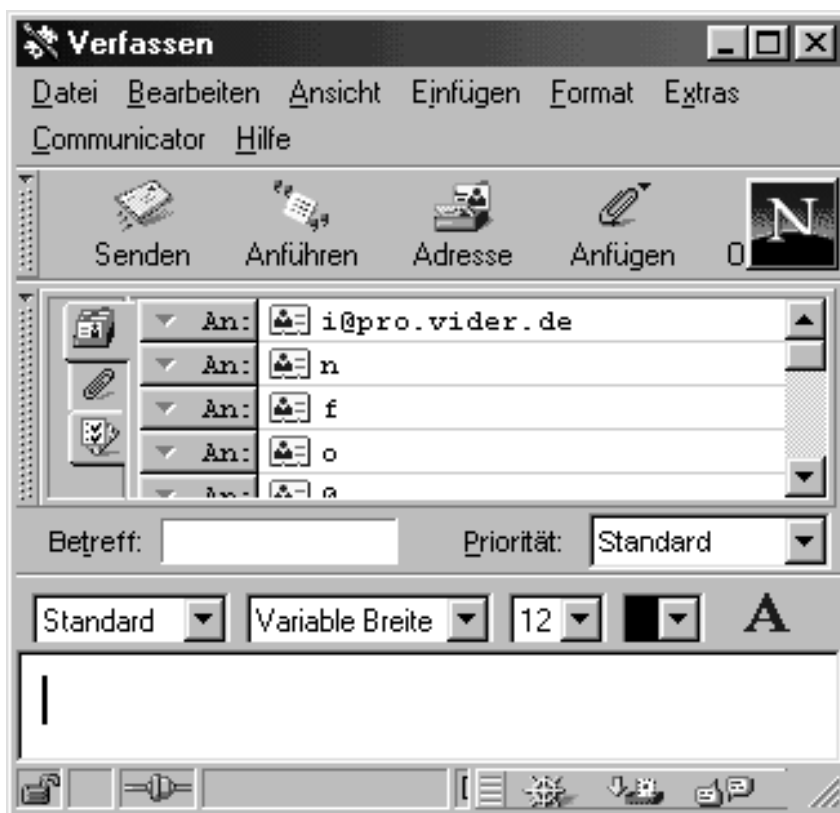 Verfassen
Datei Bearbeiten Ansicht Einfügen Format Extras
Communicator Hilfe
Senden Anführen Adresse Anfügen O N
An: i@pro.vider.de
An: n
An: f
An: o
An: @
Betreff: Priorität: Standard
Standard Variable Breite 12 A